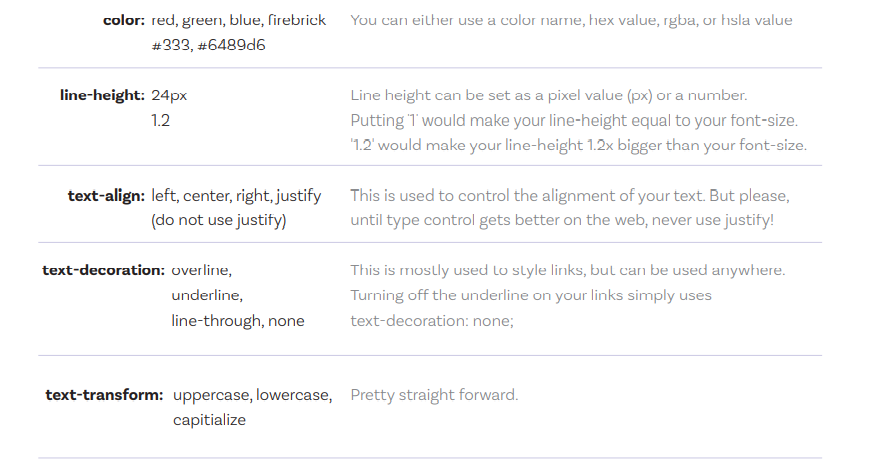 color: red, green, blue, firebrick You can either use a color name, hex value, rgba, or hsla value
#333, #6489d6
line-height: 24px Line height can be set as a pixel value (px) or a number.
1.2 Putting '1' would make your line-height equal to your font-size.
'1.2' would make your line-height 1.2x bigger than your font-size.
text-align: left, center, right, justify This is used to control the alignment of your text. But please,
(do not use justify) until type control gets better on the web, never use justify!
text-decoration: overline, This is mostly used to style links, but can be used anywhere.
underline, Turning off the underline on your links simply uses
line-through, none text-decoration: none;
text-transform: uppercase, lowercase, Pretty straight forward.
capitialize